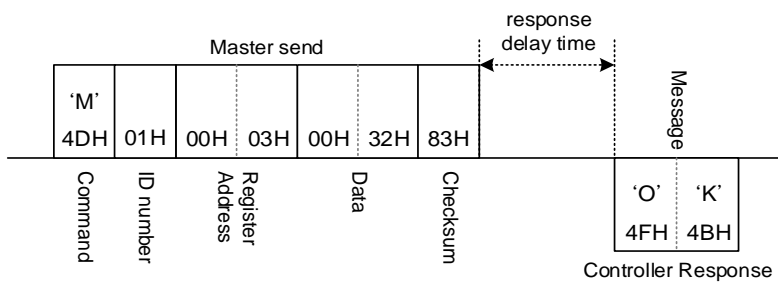 response
delay time
Master send
Message
‘M’
4DH 01H 00H 03H 00H 32H 83H
Command
ID number
Register
Address
Data
Checksum
‘O’ ‘K’
4FH 4BH
Controller Response